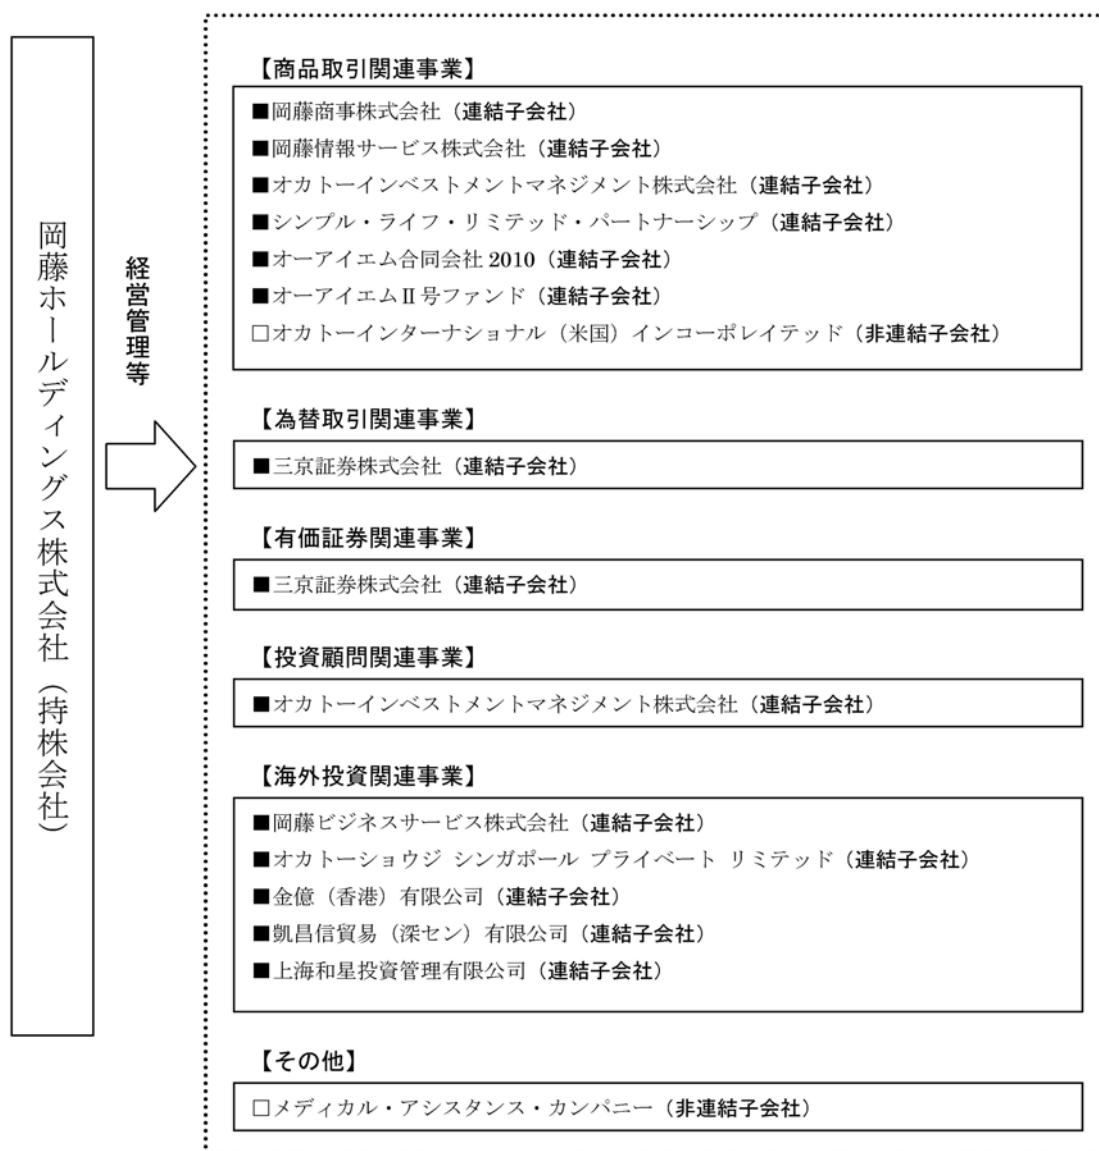 岡藤ホールディングス株式会社（持株会社）
経営管理等
【商品取引関連事業】
■岡藤商事株式会社（連結子会社）
■岡藤情報サービス株式会社（連結子会社）
■オカトーインベストメントマネジメント株式会社（連結子会社）
■シンプル・ライフ・リミテッド・パートナーシップ（連結子会社）
■オーアイエム合同会社 2010（連結子会社）
■オーアイエムⅡ号ファンド（連結子会社）
□オカトーインターナショナル（米国）インコーポレイテッド（非連結子会社）
【為替取引関連事業】
■三京証券株式会社（連結子会社）
【有価証券関連事業】
■三京証券株式会社（連結子会社）
【投資顧問関連事業】
■オカトーインベストメントマネジメント株式会社（連結子会社）
【海外投資関連事業】
■岡藤ビジネスサービス株式会社（連結子会社）
■オカトーショウジ シンガポール プライベート リミテッド（連結子会社）
■金億（香港）有限公司（連結子会社）
■凱昌信貿易（深セン）有限公司（連結子会社）
■上海和星投資管理有限公司（連結子会社）
【その他】
□メディカル・アシスタンス・カンパニー（非連結子会社）